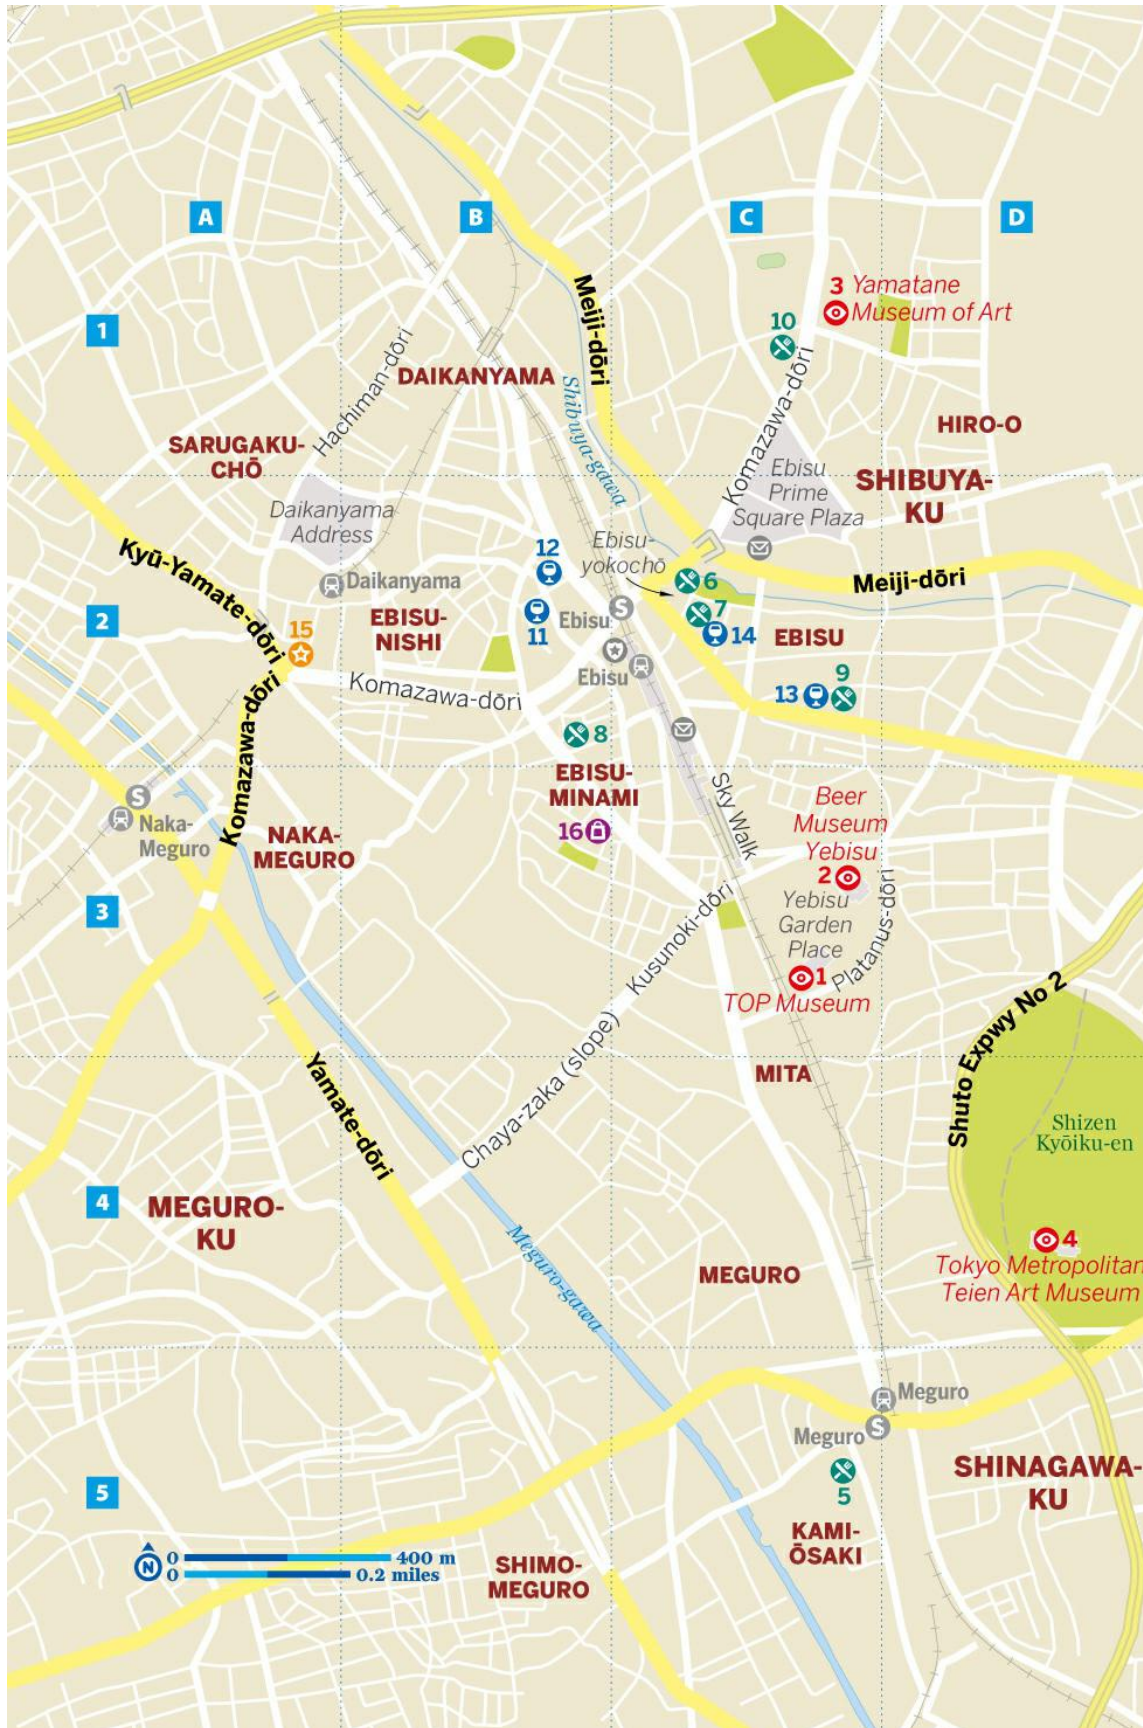 A
B
C
D
3 Yamatane
Museum of Art
Meiji-dōri
10
1
Hachiman-dōri
DAIKANYAMA
Shibuya-gawa
Komazawa-dōri
HIRO-O
SARUGAKU-
CHŌ
Ebisu
Prime
Square Plaza
SHIBUYA-
KU
Daikanyama
Address
Kyū-Yamate-dōri
12
Ebisu-
yokochō
Daikanyama
6
Meiji-dōri
2
EBISU-
NISHI
11
Ebisu
S
7
14
EBISU
15
Ebisu
Komazawa-dōri
13
9
Komazawa-dōri
8
EBISU-
MINAMI
Sky Walk
Beer
Museum
Yebisu
S
Naka-
Meguro
NAKA-
MEGURO
16
2
3
Yebisu
Garden
Place
Platanus-dōri
Kusunoki-dōri
1
TOP Museum
Shuto Expwy No 2
Chaya-zaka (slope)
MITA
Yamate-dōri
Shizen
Kyōiku-en
4
MEGURO-
KU
Meguro-gawa
4
MEGURO
Tokyo Metropolitan
Teien Art Museum
Meguro
Meguro
S
5
5
SHINAGAWA-
KU
KAMI-
ŌSAKI
N
0 400 m
0 0.2 miles
SHIMO-
MEGURO